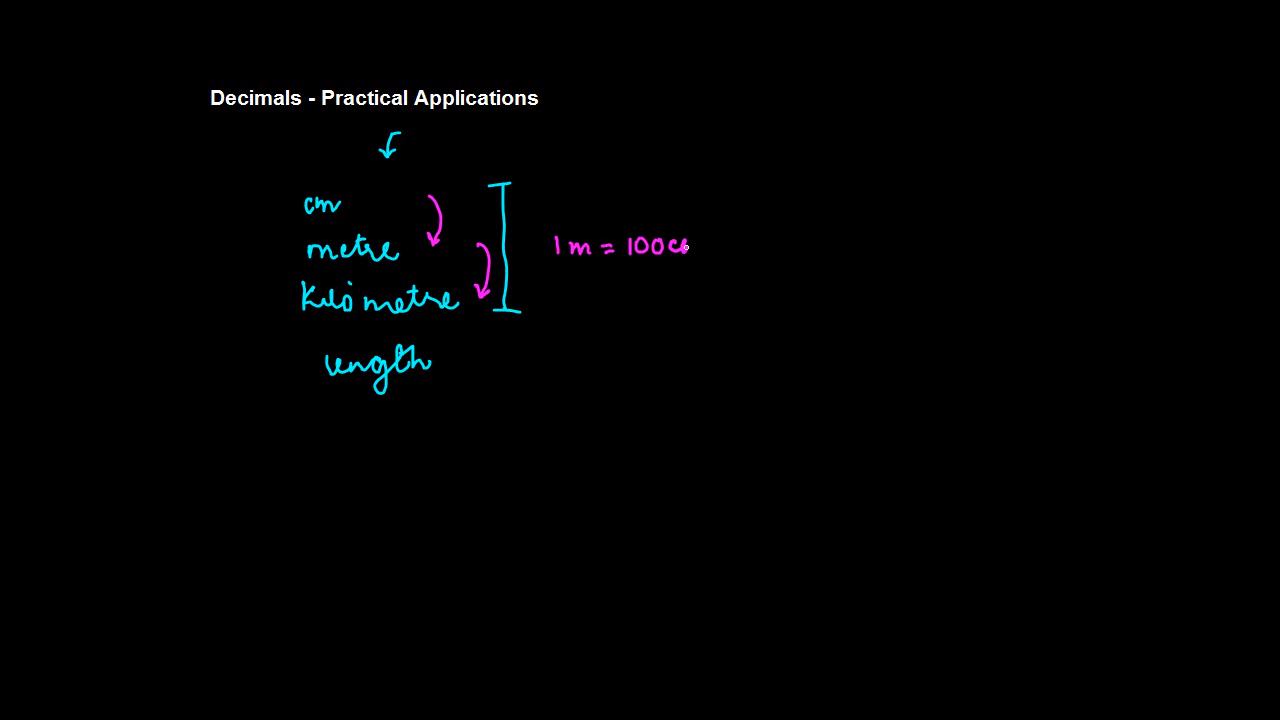 Decimals - Practical Applications
cm
metre
1 m = 100 c
Kilometre
length